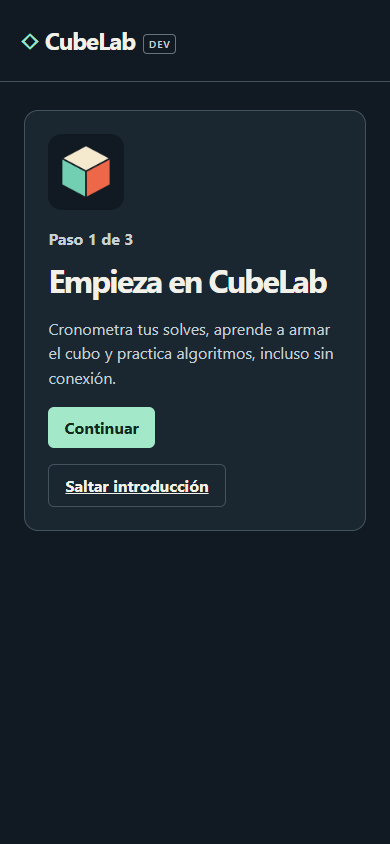 CubeLab DEV
Paso 1 de 3
Empieza en CubeLab
Cronometra tus solves, aprende a armar
el cubo y practica algoritmos, incluso sin
conexión.
Continuar
Saltar introducción